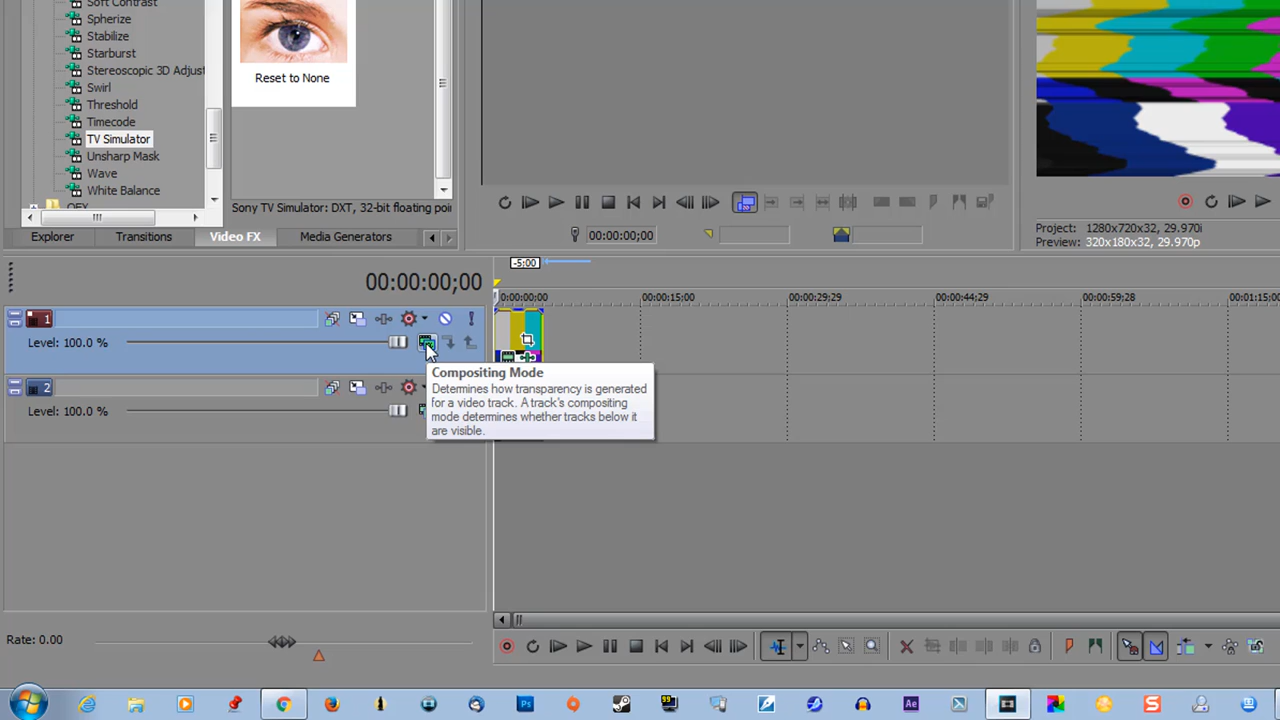 Soft Contrast
Spherize
Stabilize
Starburst
Stereoscopic 3D Adjust
Swirl
Threshold
Timecode
TV Simulator
Unsharp Mask
Wave
White Balance
Reset to None
Sony TV Simulator: DXT, 32-bit floating poi
Explorer
Transitions
Video FX
Media Generators
00:00:00;00
Project: 1280x720x32, 29.970i
Preview: 320x180x32, 29.970p
00:00:00;00
-5:00
0:00:00;00
00:00:15;00
00:00:29;29
00:00:44;29
00:00:59;28
00:01:15:00
1
Level: 100.0 %
2
Level: 100.0 %
Compositing Mode
Determines how transparency is generated
for a video track. A track's compositing
mode determines whether tracks below it
are visible.
Rate: 0.00
Ps
99
Ae
S